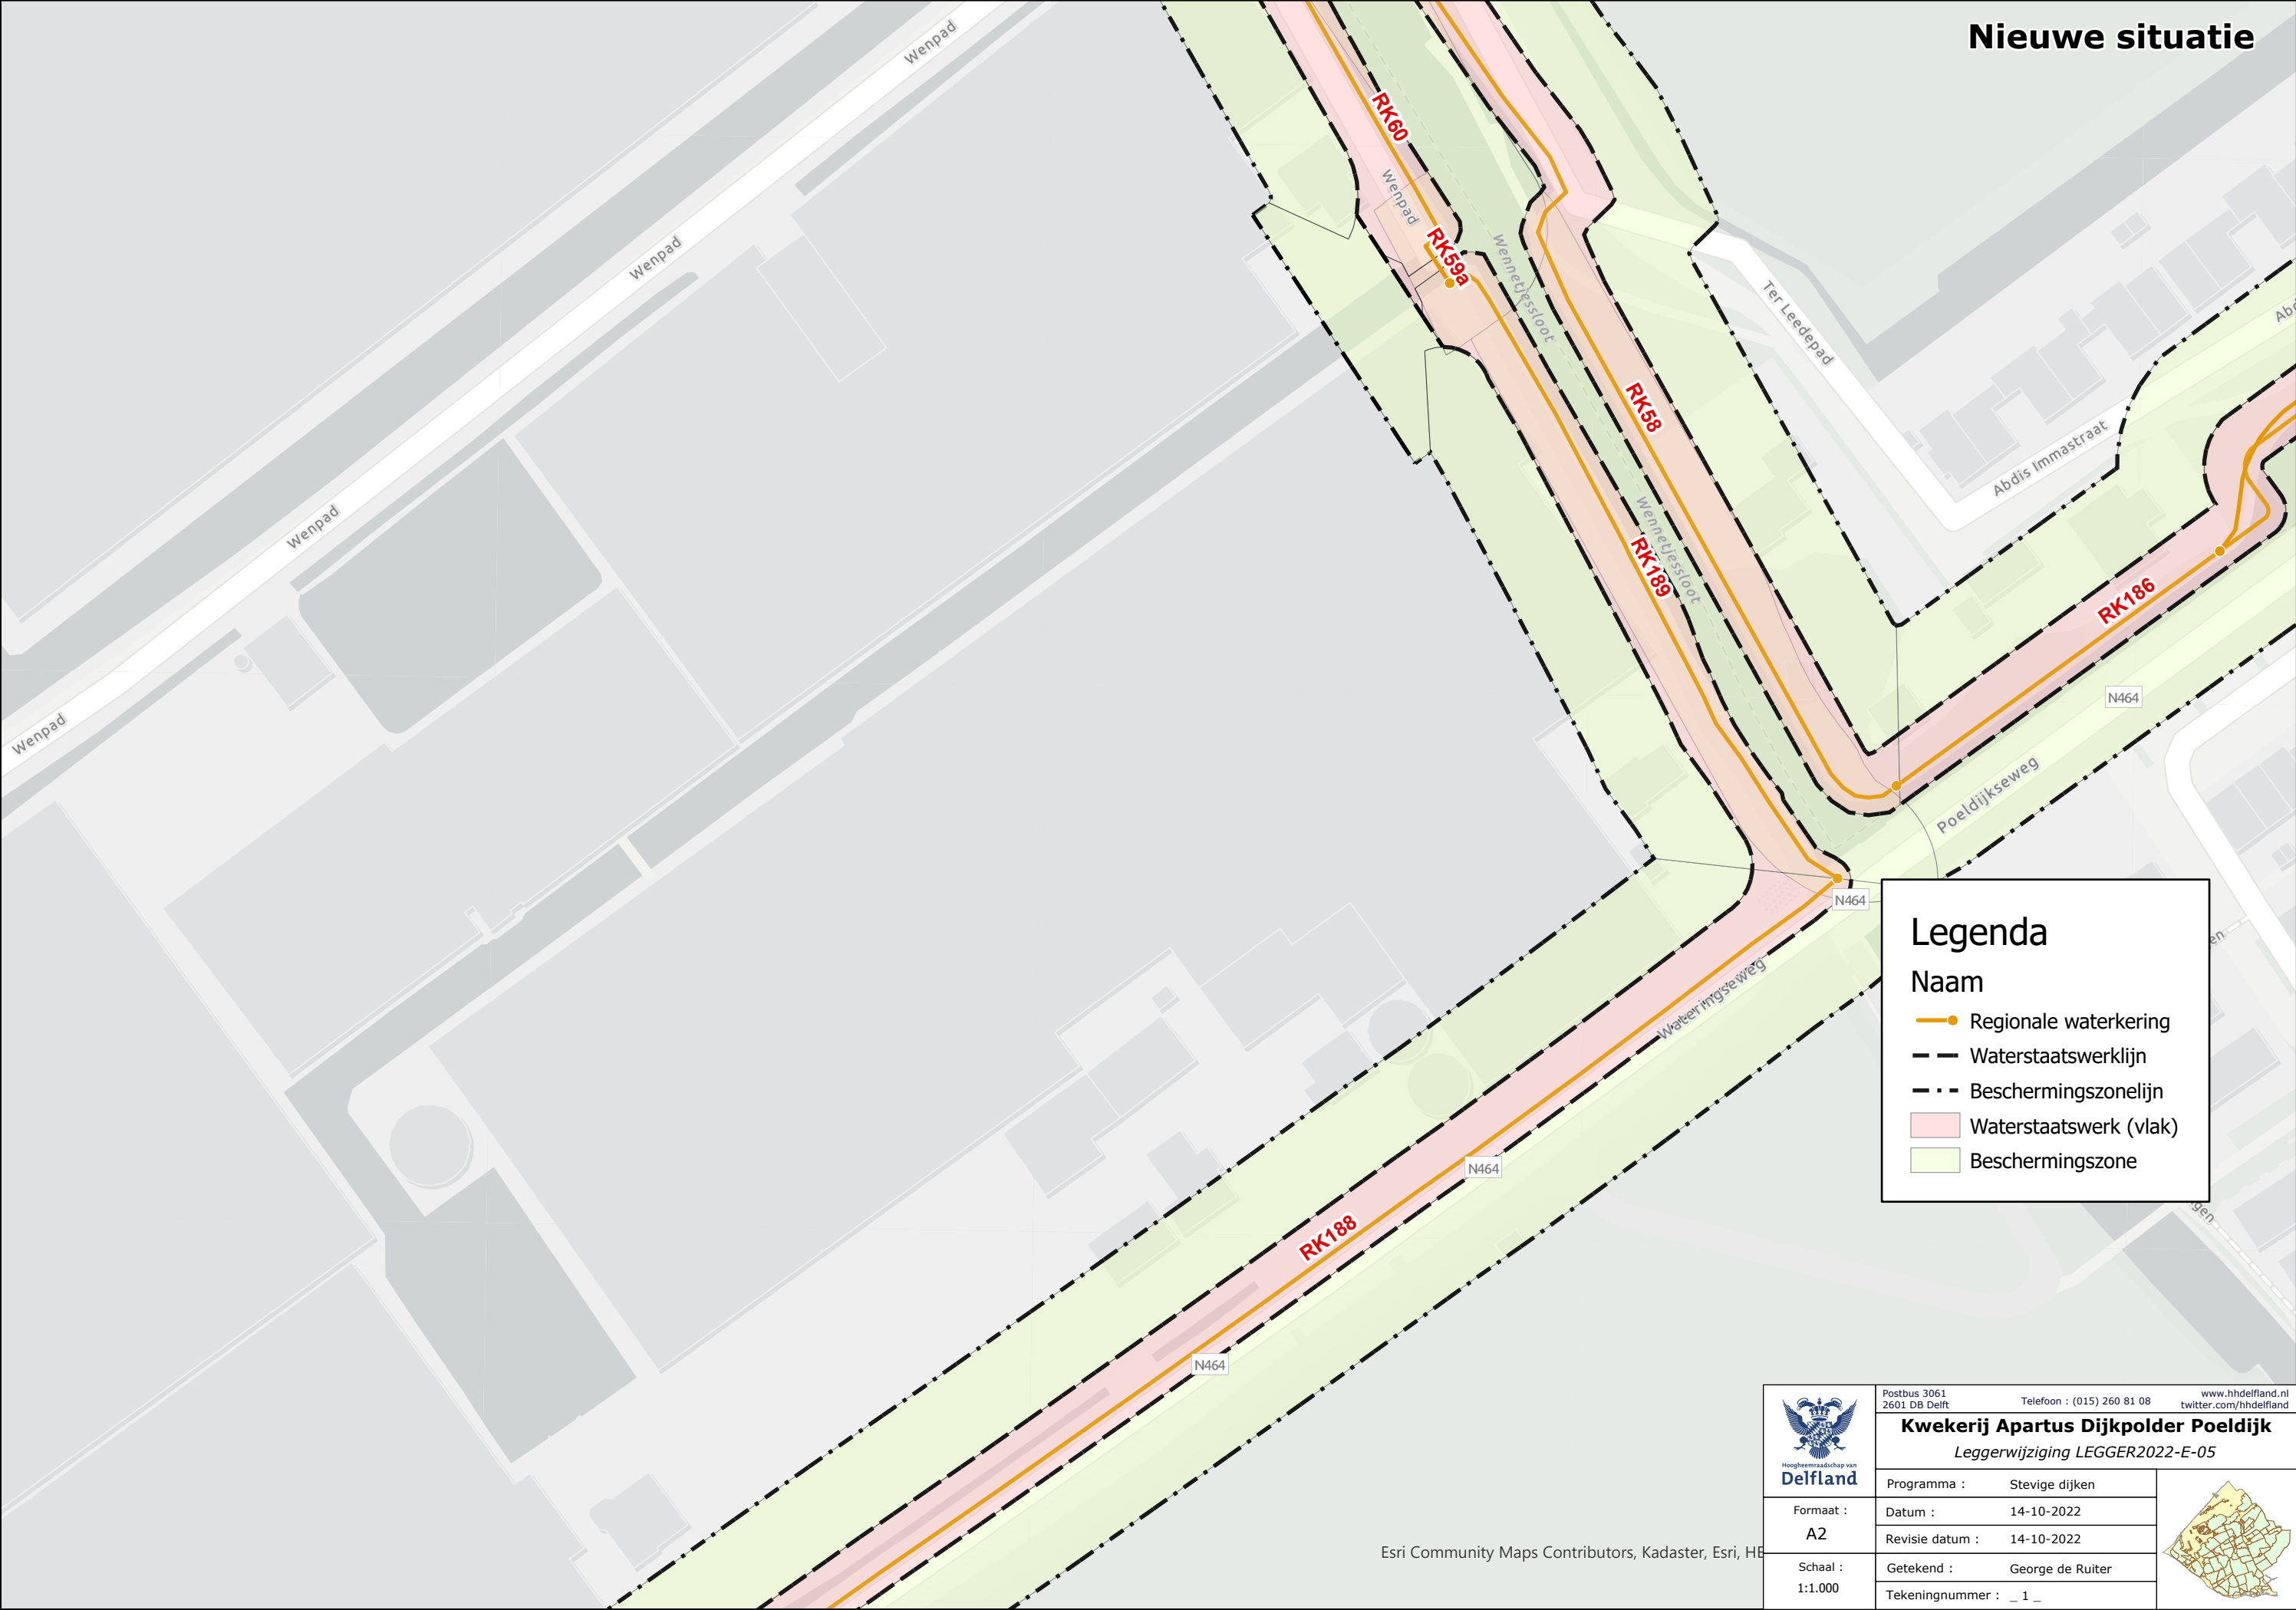 Nieuwe situatie
Wenpad
Wenpad
Wenpad
Wenpad
RK60
Wenpad
RK59a
Wennetjessloot
Ter Leedepad
Abdis Immastraat
RK58
Wennetjessloot
RK189
RK186
N464
Poeldijkseweg
N464
Wateringseweg
N464
RK188
N464
Legenda
Naam
Regionale waterkering
Waterstaatswerklijn
Beschermingszonelijn
Waterstaatswerk (vlak)
Beschermingszone
Esri Community Maps Contributors, Kadaster, Esri, HE
Hoogheemraadschap van
Delfland
Postbus 3061
2601 DB Delft
Telefoon : (015) 260 81 08
www.hhdelfland.nl
twitter.com/hhdelfland
Kwekerij Apartus Dijkpolder Poeldijk
Leggerwijziging LEGGER2022-E-05
Formaat :
A2
Schaal :
1:1.000
Programma : Stevige dijken
Datum : 14-10-2022
Revisie datum : 14-10-2022
Getekend : George de Ruiter
Tekeningnummer : _ 1 _